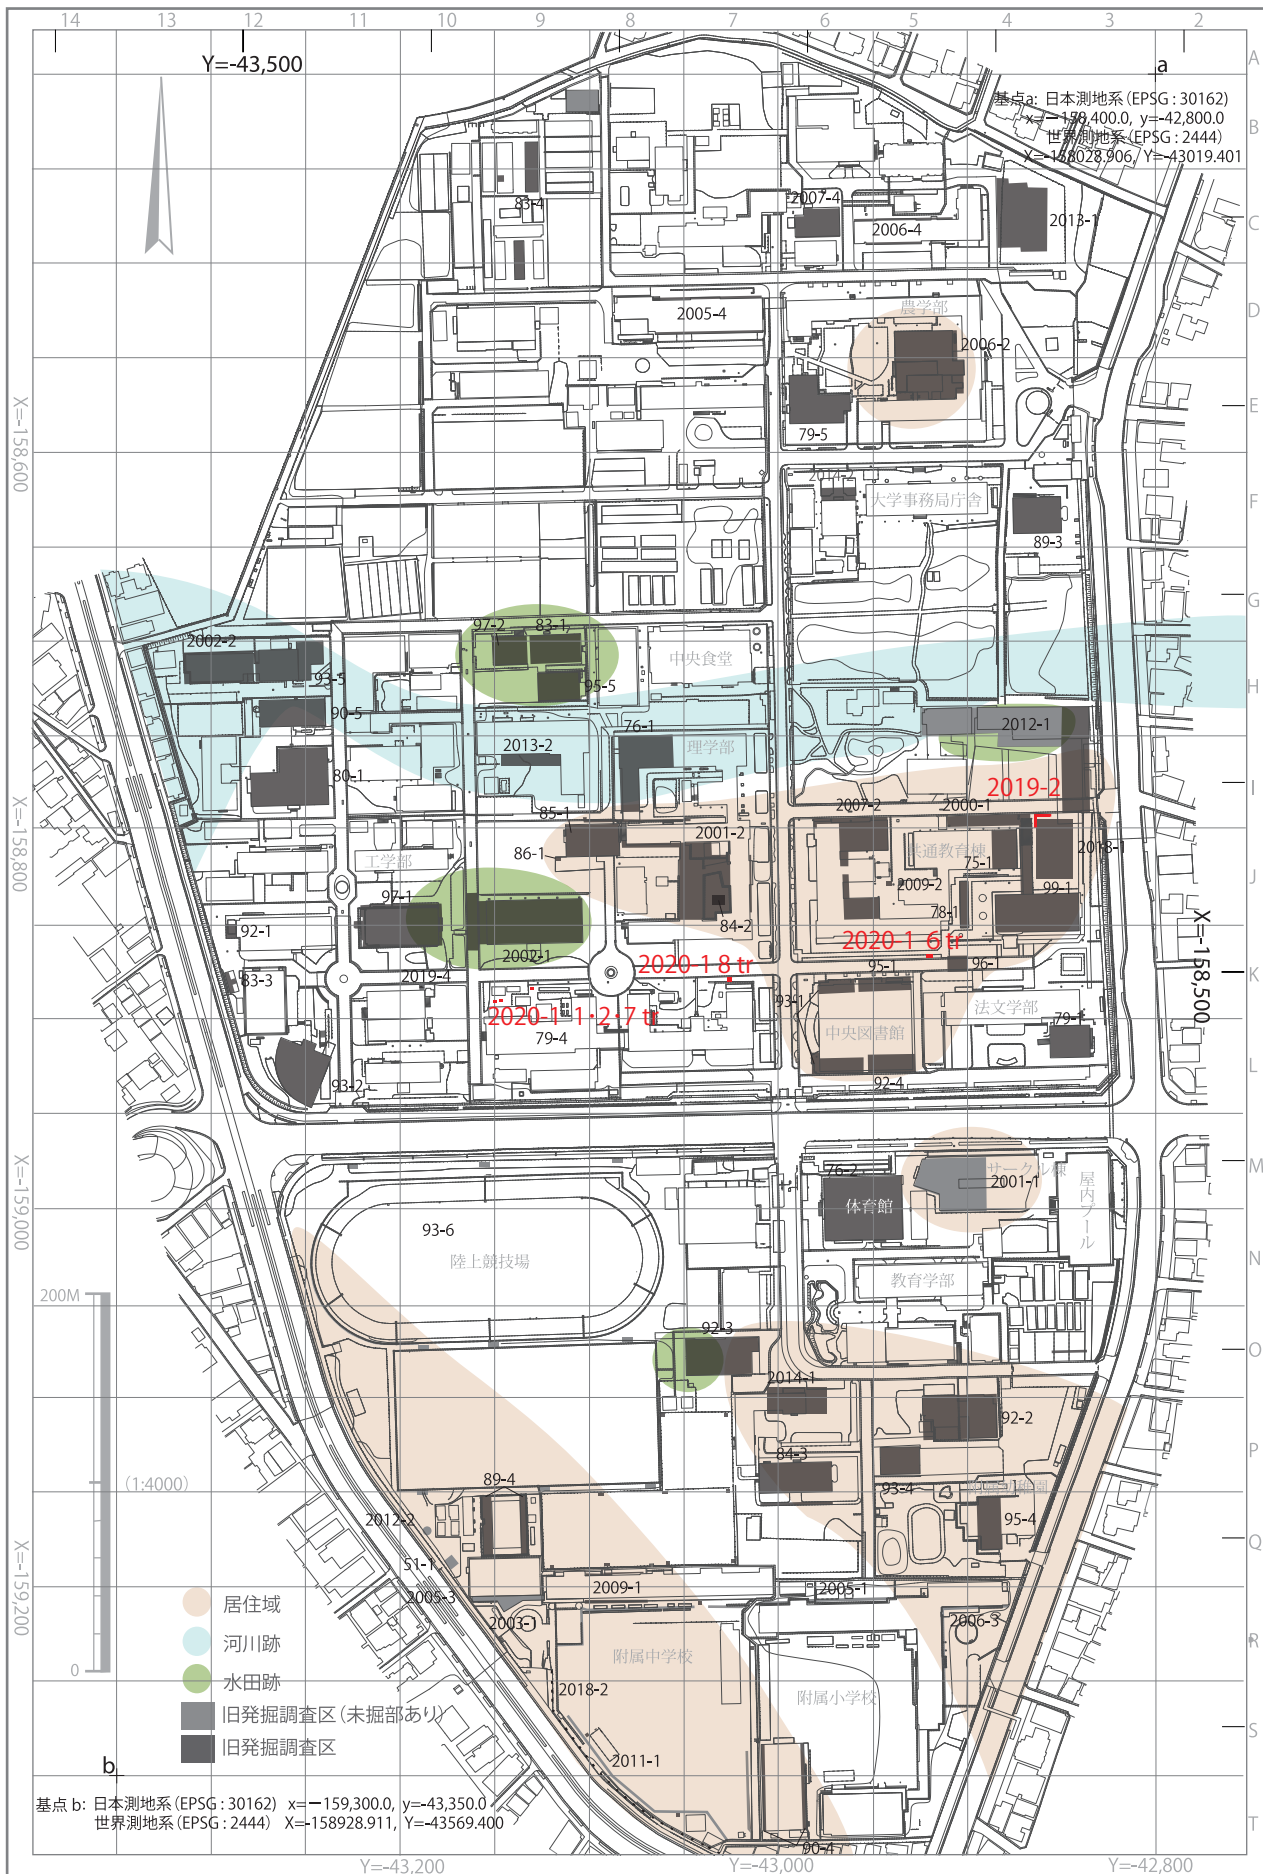 14 13 12 11 10 9 8 7 6 5 4 3 2
A
Y=-43,500
a
基点a: 日本測地系(EPSG：30162)
x=－158,400.0, y=-42,800.0
世界測地系(EPSG：2444)
X=-158028.906, Y=-43019.401
B
83-4
2007-4
2006-4
2013-1
C
2005-4
農学部
D
2006-2
X=-158,600
79-5
E
2014-2
大学事務局庁舎
89-3
F
G
2002-2
97-2
83-1
中央食堂
93-5
95-5
H
90-5
76-1
2012-1
2013-2
理学部
80-1
2019-2
I
X=-158,800
85-1
2007-2
2000-1
2001-2
86-1
工学部
共通教育棟
2018-1
75-1
J
97-1
2009-2
99-1
84-2
78-1
92-1
2002-1
2020-1 6 tr
X=-158,500
2020-1 8 tr
95-1
96-1
K
83-3
2019-4
93-1
法文学部
2020-1 1・2・7 tr
79-1
79-4
中央図書館
L
93-2
92-4
X=-159,000
76-2
サークル棟
M
2001-1
体育館
屋内プール
93-6
陸上競技場
教育学部
N
200M
92-3
O
2014-1
92-2
84-3
P
(1:4000)
89-4
93-4
附属幼稚園
2012-2
95-4
Q
X=-159,200
51-1
2005-3
2009-1
2005-1
居住域
2003-1
2006-3
河川跡
附属中学校
R
0
水田跡
2018-2
附属小学校
旧発掘調査区(未掘部あり)
S
旧発掘調査区
2011-1
b
基点 b: 日本測地系(EPSG：30162) x=－159,300.0, y=-43,350.0
世界測地系(EPSG：2444) X=-158928.911, Y=-43569.400
T
90-4
Y=-43,200
Y=-43,000
Y=-42,800